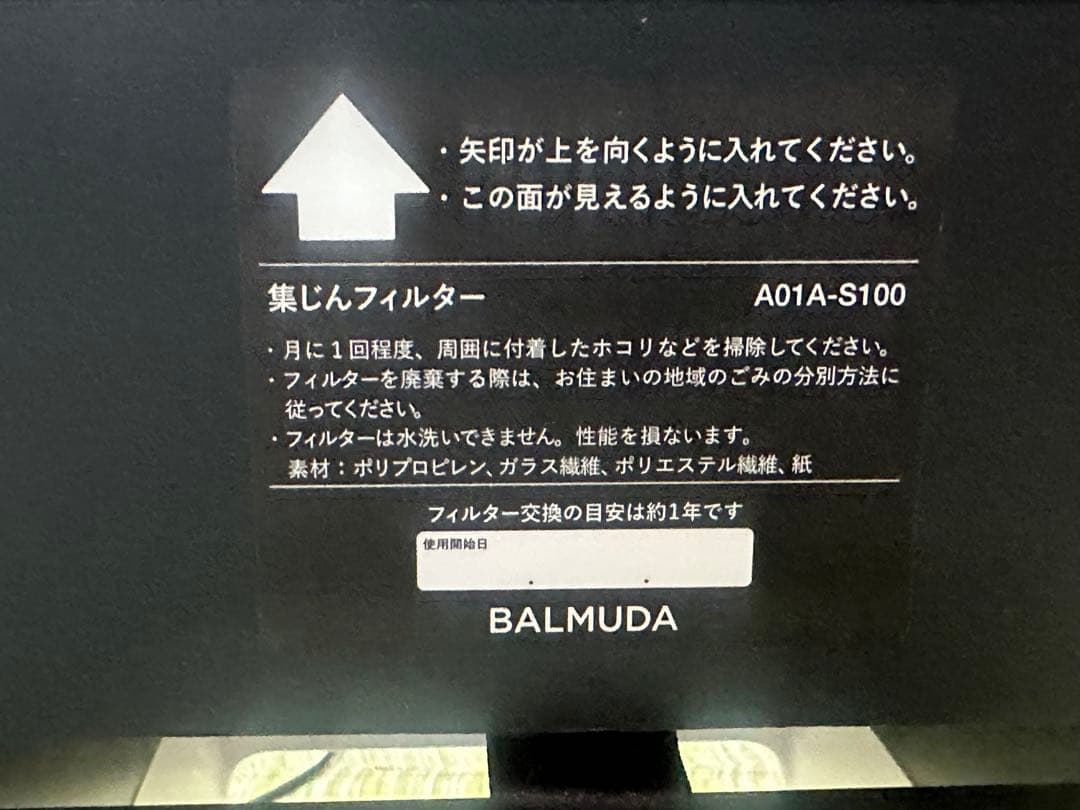 ・矢印が上を向くように入れてください。
・この面が見えるように入れてください。
集じんフィルター A01A-S100
・月に1回程度、周囲に付着したホコリなどを掃除してください。
・フィルターを廃棄する際は、お住まいの地域のごみの分別方法に
従ってください。
・フィルターは水洗いできません。性能を損ないます。
素材：ポリプロピレン、ガラス繊維、ポリエステル繊維、紙
フィルター交換の目安は約1年です
使用開始日
. .
BALMUDA